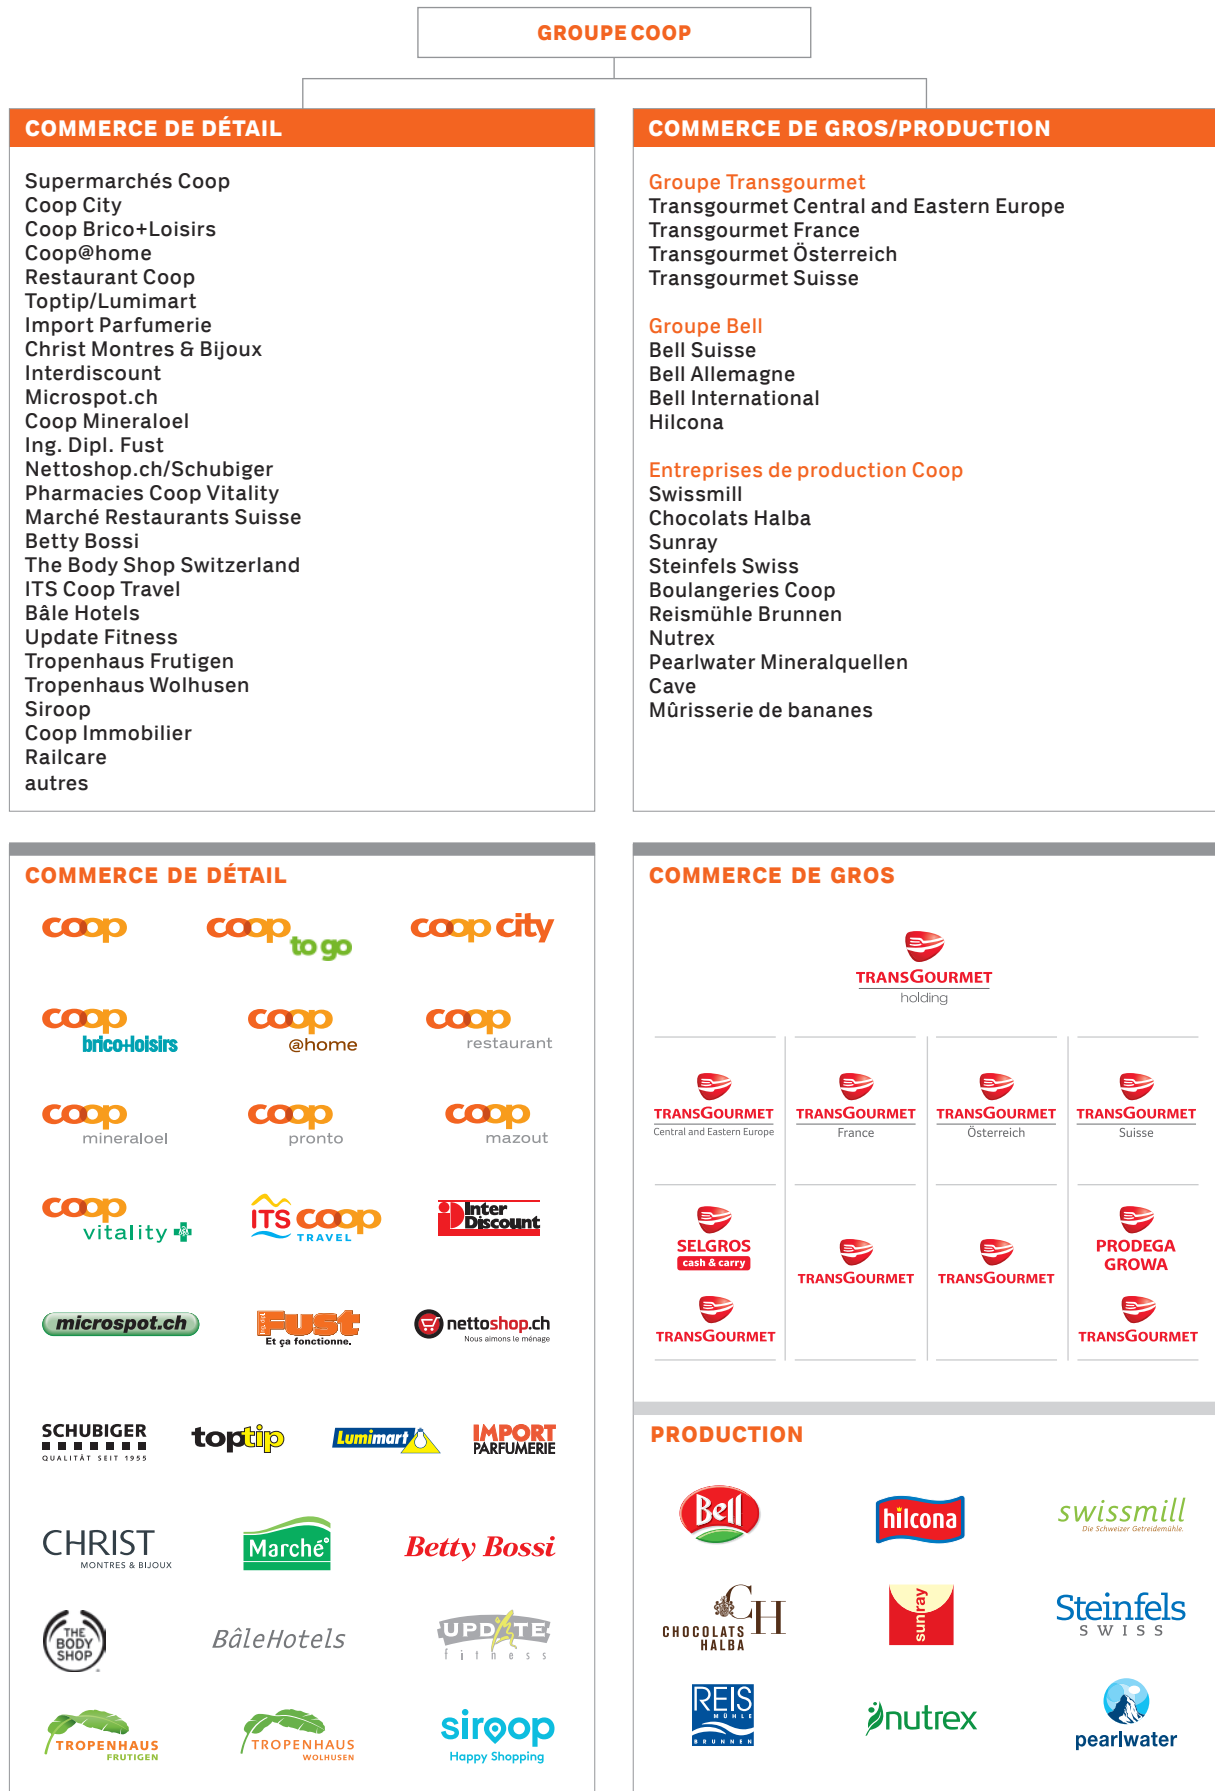 GROUPE COOP
COMMERCE DE DÉTAIL
Supermarchés Coop
Coop City
Coop Brico+Loisirs
Coop@home
Restaurant Coop
Toptip/Lumimart
Import Parfumerie
Christ Montres & Bijoux
Interdiscount
Microspot.ch
Coop Mineraloel
Ing. Dipl. Fust
Nettoshop.ch/Schubiger
Pharmacies Coop Vitality
Marché Restaurants Suisse
Betty Bossi
The Body Shop Switzerland
ITS Coop Travel
Bâle Hotels
Update Fitness
Tropenhaus Frutigen
Tropenhaus Wolhusen
Siroop
Coop Immobilier
Railcare
autres
COMMERCE DE GROS/PRODUCTION
Groupe Transgourmet
Transgourmet Central and Eastern Europe
Transgourmet France
Transgourmet Österreich
Transgourmet Suisse
Groupe Bell
Bell Suisse
Bell Allemagne
Bell International
Hilcona
Entreprises de production Coop
Swissmill
Chocolats Halba
Sunray
Steinfels Swiss
Boulangeries Coop
Reismühle Brunnen
Nutrex
Pearlwater Mineralquellen
Cave
Mûrisserie de bananes
COMMERCE DE DÉTAIL
coop
coop to go
coop city
coop brico+loisirs
coop @home
coop restaurant
coop mineraloel
coop pronto
coop mazout
coop vitality
ITS coop TRAVEL
Inter Discount
microspot.ch
ing. dipl. Fust
Et ça fonctionne.
nettoshop.ch
Nous aimons le ménage
SCHUBIGER
QUALITÄT SEIT 1955
toptip
Lumimart
IMPORT PARFUMERIE
CHRIST
MONTRES & BIJOUX
Marché
Betty Bossi
THE BODY SHOP
BâleHotels
UPDATE fitness
TROPENHAUS FRUTIGEN
TROPENHAUS WOLHUSEN
siroop
Happy Shopping
COMMERCE DE GROS
TRANSGOURMET
holding
TRANSGOURMET
Central and Eastern Europe
TRANSGOURMET
France
TRANSGOURMET
Österreich
TRANSGOURMET
Suisse
SELGROS
cash & carry
TRANSGOURMET
TRANSGOURMET
TRANSGOURMET
PRODEGA
GROWA
TRANSGOURMET
PRODUCTION
Bell
hilcona
swissmill
Die Schweizer Getreidemühle.
CH
CHOCOLATS
HALBA
sunray
Steinfels
SWISS
REIS
MÜHLE
BRUNNEN
nutrex
pearlwater